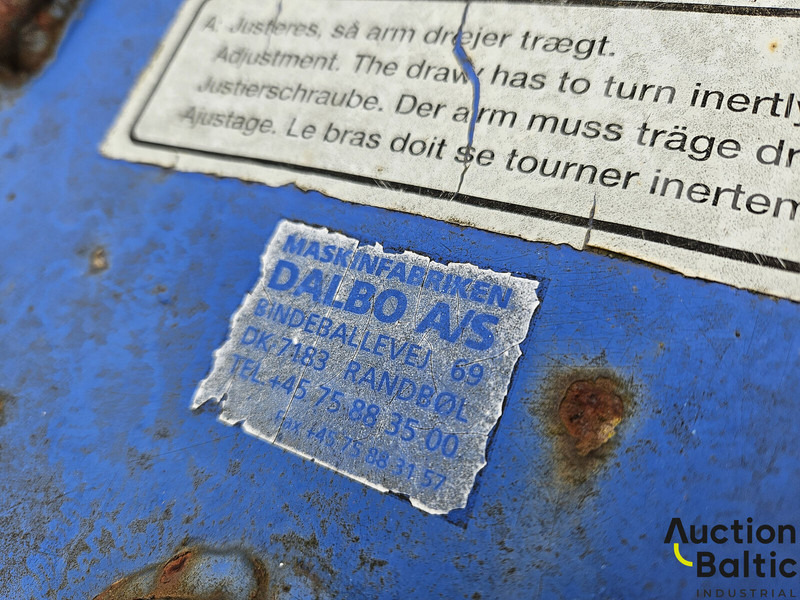 A: Justeres, så arm drejer trægt.
Adjustment. The draw has to turn inertly
Justierschraube. Der arm muss träge dr
Ajustage. Le bras doit se tourner inertem
MASKINFABRIKEN
DALBO A/S
BINDEBALLEVEJ 69
DK-7183 RANDBØL
TEL.+45 75 88 35 00
Fax +45 75 88 31 57
Auction
Baltic
INDUSTRIAL